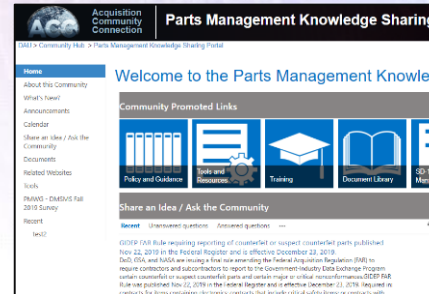 ACC
Acquisition
Community
Connection
Parts Management Knowledge Sharing
DAU > Community Hub > Parts Management Knowledge Sharing Portal
Home
About this Community
What's New?
Announcements
Calendar
Share an Idea / Ask the
Community
Documents
Related Websites
Tools
PMWG - DMSMS Fall
2019 Survey
Recent
test2
Welcome to the Parts Management Knowle
Community Promoted Links
Policy and Guidance
Tools and
Resources
Training
Document Library
SD-1
Man
Share an Idea / Ask the Community
Recent Unanswered questions Answered questions ...
GIDEP FAR Rule requiring reporting of counterfeit or suspect counterfeit parts published
Nov 22, 2019 in the Federal Register and is effective December 23, 2019.
DoD, GSA, and NASA are issuing a final rule amending the Federal Acquisition Regulation (FAR) to
require contractors and subcontractors to report to the Government-Industry Data Exchange Program
certain counterfeit or suspect counterfeit parts and certain major or critical nonconformances. GIDEP FAR
Rule was published Nov 22, 2019 in the Federal Register and is effective December 23, 2019. Required in